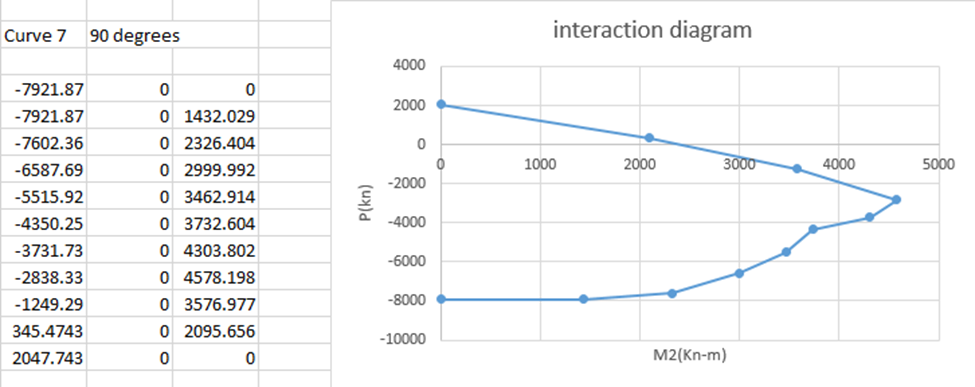 Curve 7 90 degrees
-7921.87 0 0
-7921.87 0 1432.029
-7602.36 0 2326.404
-6587.69 0 2999.992
-5515.92 0 3462.914
-4350.25 0 3732.604
-3731.73 0 4303.802
-2838.33 0 4578.198
-1249.29 0 3576.977
345.4743 0 2095.656
2047.743 0 0
interaction diagram
4000
2000
0
0 1000 2000 3000 4000 5000
-2000
-4000
-6000
-8000
-10000
P(kn)
M2(Kn-m)